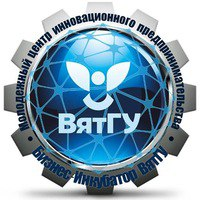 Молодежный центр инновационного предпринимательства
ВятГУ
Бизнес Инкубатор ВятГУ